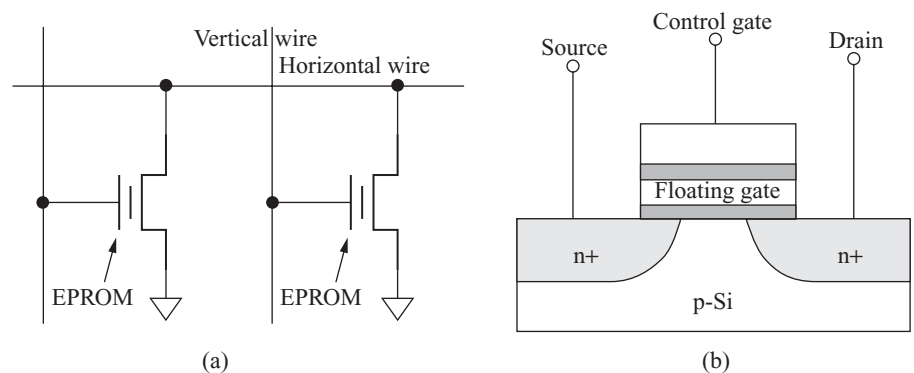 Vertical wire
Horizontal wire
EPROM
EPROM
(a)
Control gate
Source
Drain
Floating gate
n+
n+
p-Si
(b)